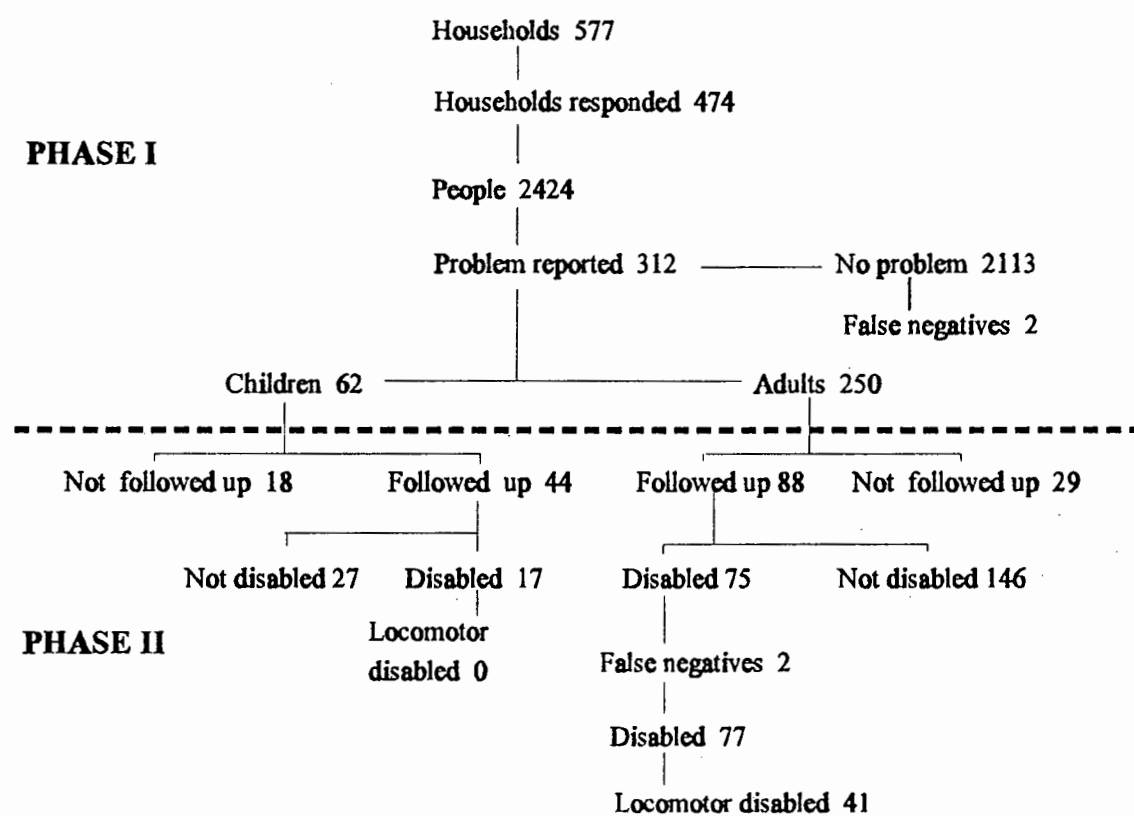 Households 577
Households responded 474
PHASE I
People 2424
Problem reported 312 No problem 2113
False negatives 2
Children 62 Adults 250
Not followed up 18 Followed up 44 Followed up 88 Not followed up 29
Not disabled 27 Disabled 17 Disabled 75 Not disabled 146
PHASE II
Locomotor
disabled 0
False negatives 2
Disabled 77
Locomotor disabled 41